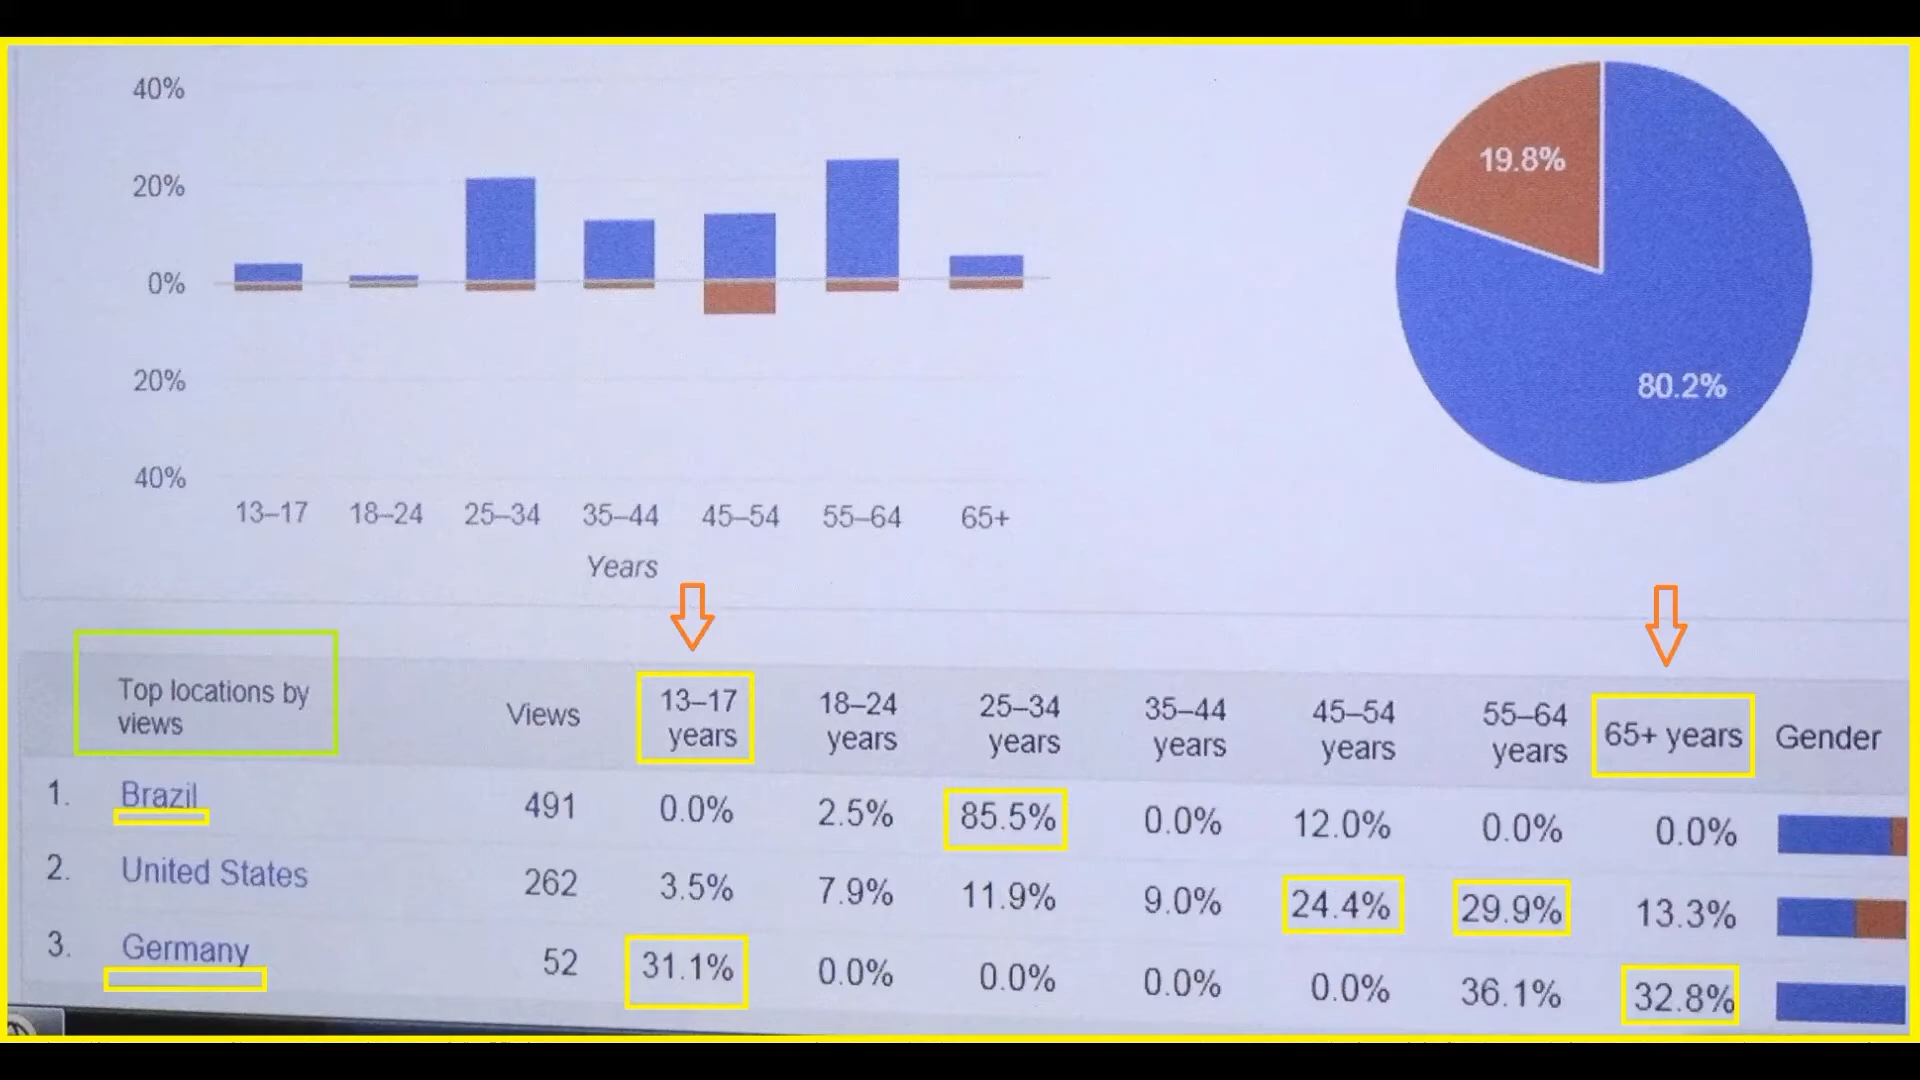 40%
20%
0%
20%
40%
13–17 18–24 25–34 35–44 45–54 55–64 65+
Years
19.8%
80.2%
Top locations by views Views 13–17 years 18–24 years 25–34 years 35–44 years 45–54 years 55–64 years 65+ years Gender
1. Brazil 491 0.0% 2.5% 85.5% 0.0% 12.0% 0.0% 0.0%
2. United States 262 3.5% 7.9% 11.9% 9.0% 24.4% 29.9% 13.3%
3. Germany 52 31.1% 0.0% 0.0% 0.0% 0.0% 36.1% 32.8%